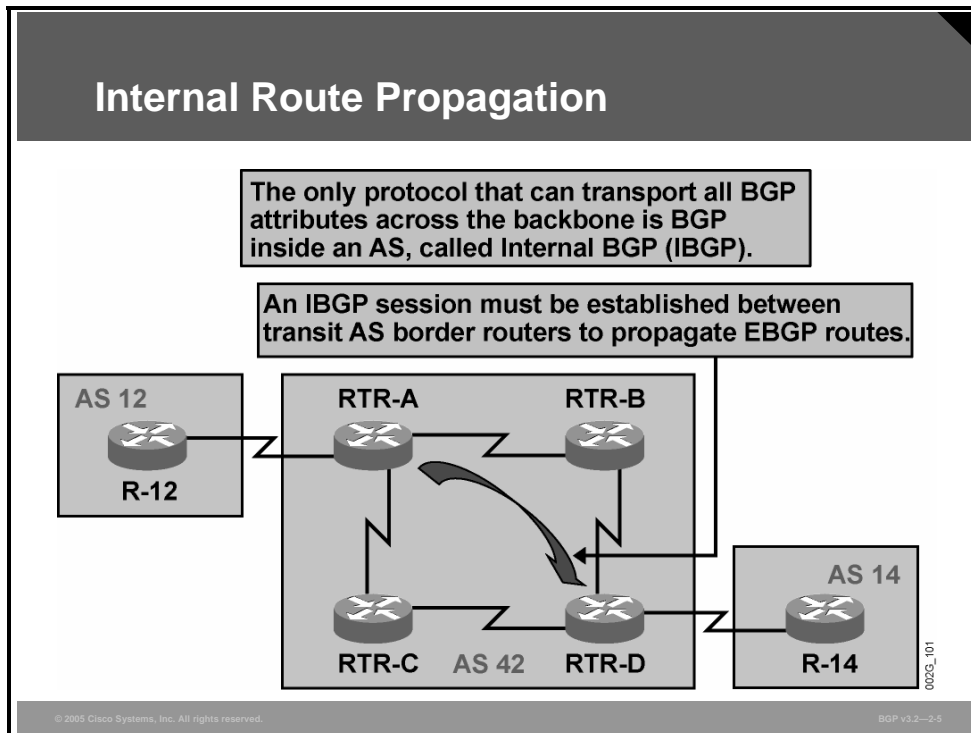 Internal Route Propagation
The only protocol that can transport all BGP
attributes across the backbone is BGP
inside an AS, called Internal BGP (IBGP).
An IBGP session must be established between
transit AS border routers to propagate EBGP routes.
AS 12
R-12
RTR-A
RTR-B
RTR-C
AS 42
RTR-D
AS 14
R-14
002G_101
© 2005 Cisco Systems, Inc. All rights reserved.
BGP v3.2—2-5